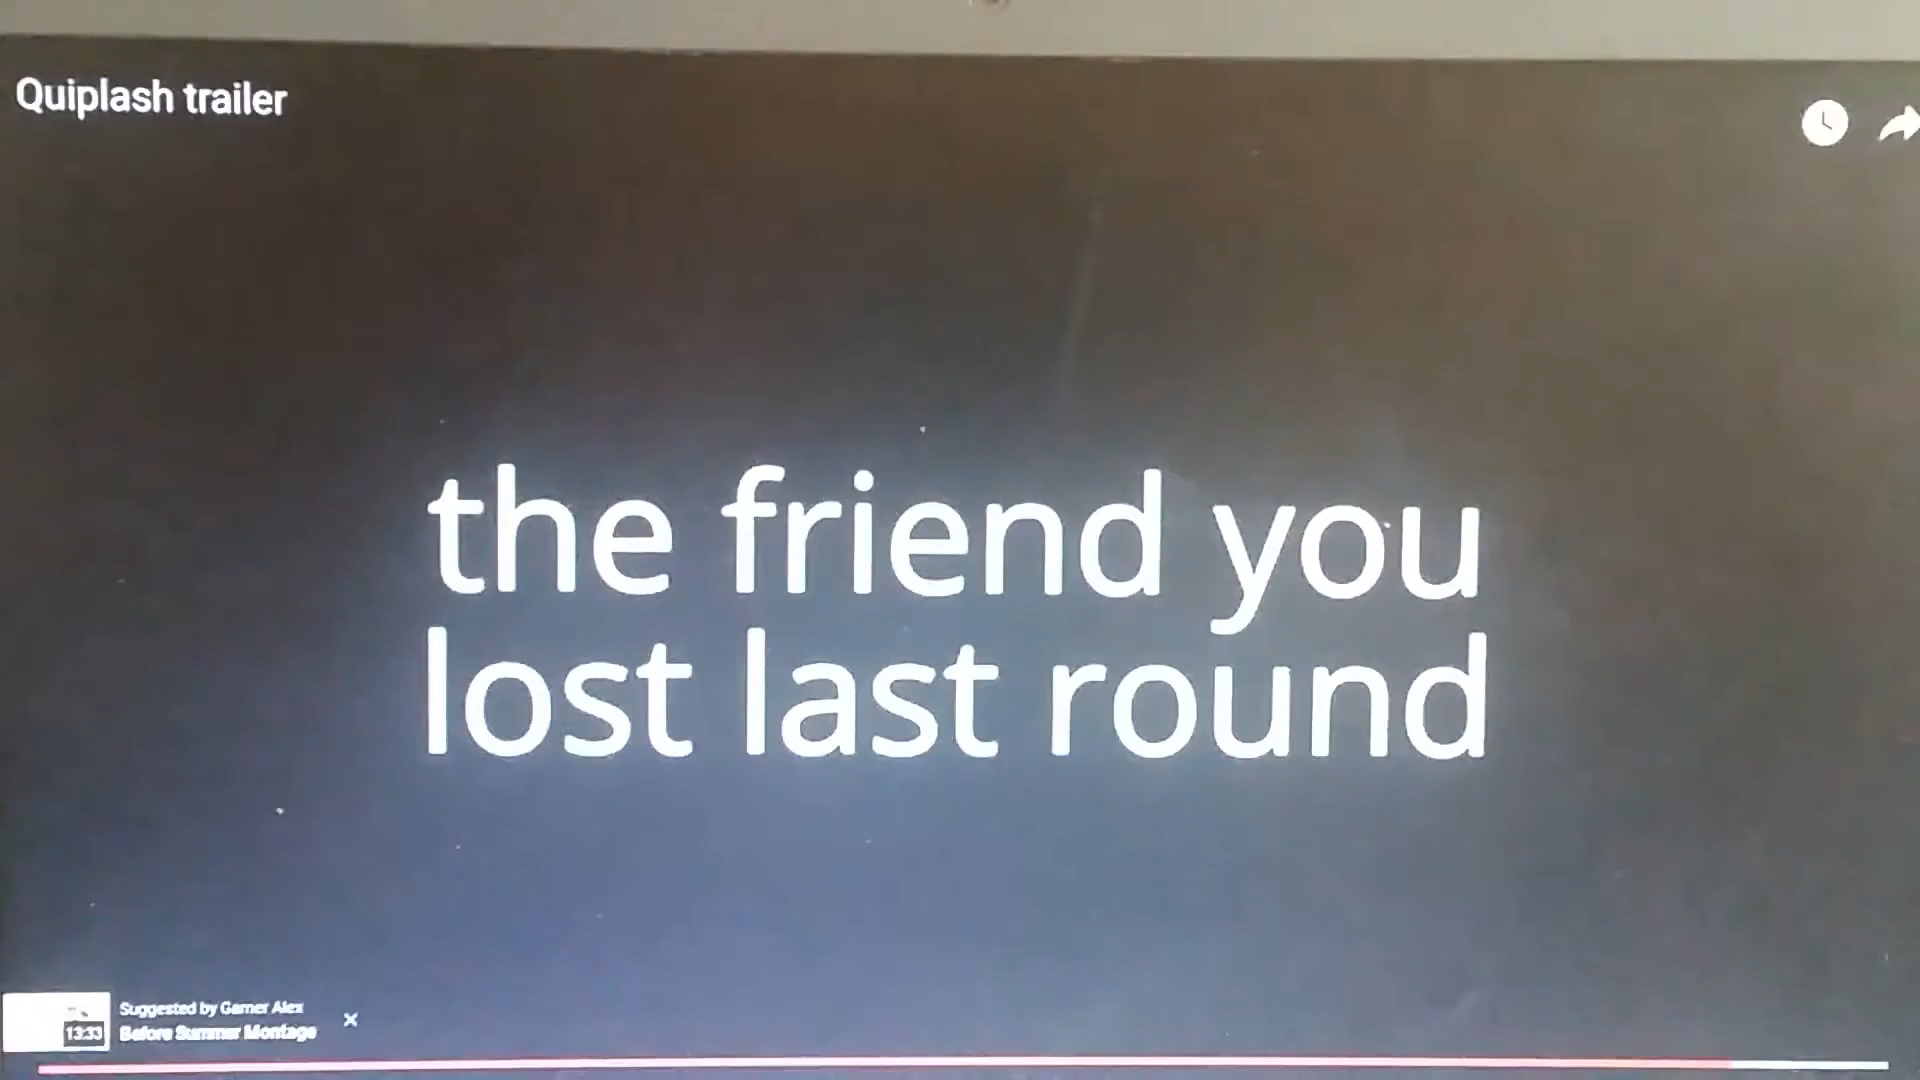 Quiplash trailer
the friend you
lost last round
Suggested by Gamer Alex
13:33
Before Summer Montage